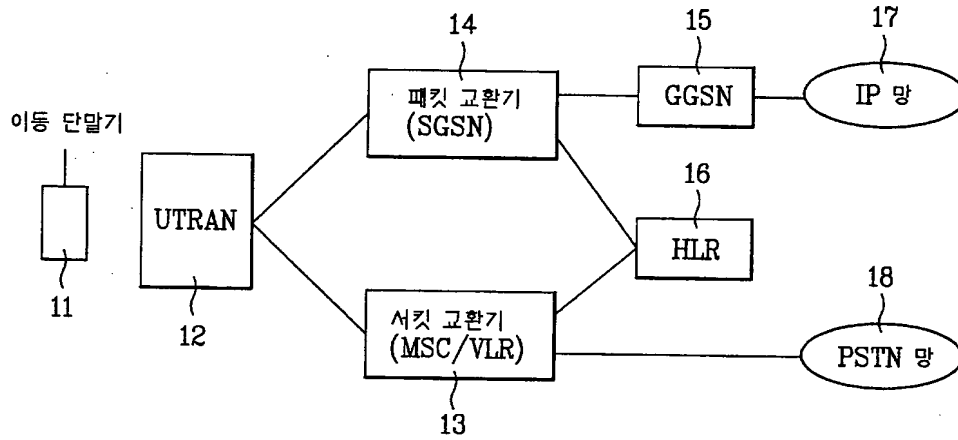 14
15
17
패킷 교환기
(SGSN)
GGSN
IP 망
이동 단말기
16
UTRAN
HLR
11
12
18
서킷 교환기
(MSC/VLR)
PSTN 망
13